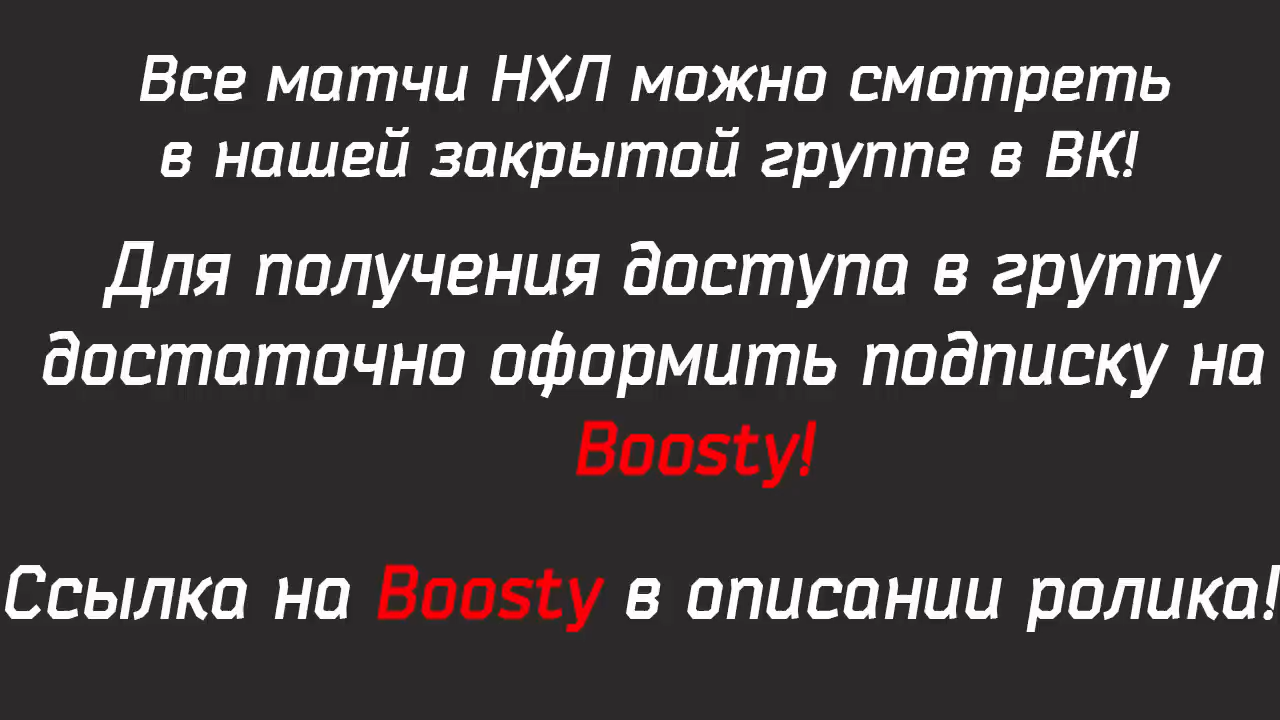 Все матчи НХЛ можно смотреть
в нашей закрытой группе в ВК!
Для получения доступа в группу
достаточно оформить подписку на
Boosty!
Ссылка на Boosty в описании ролика!